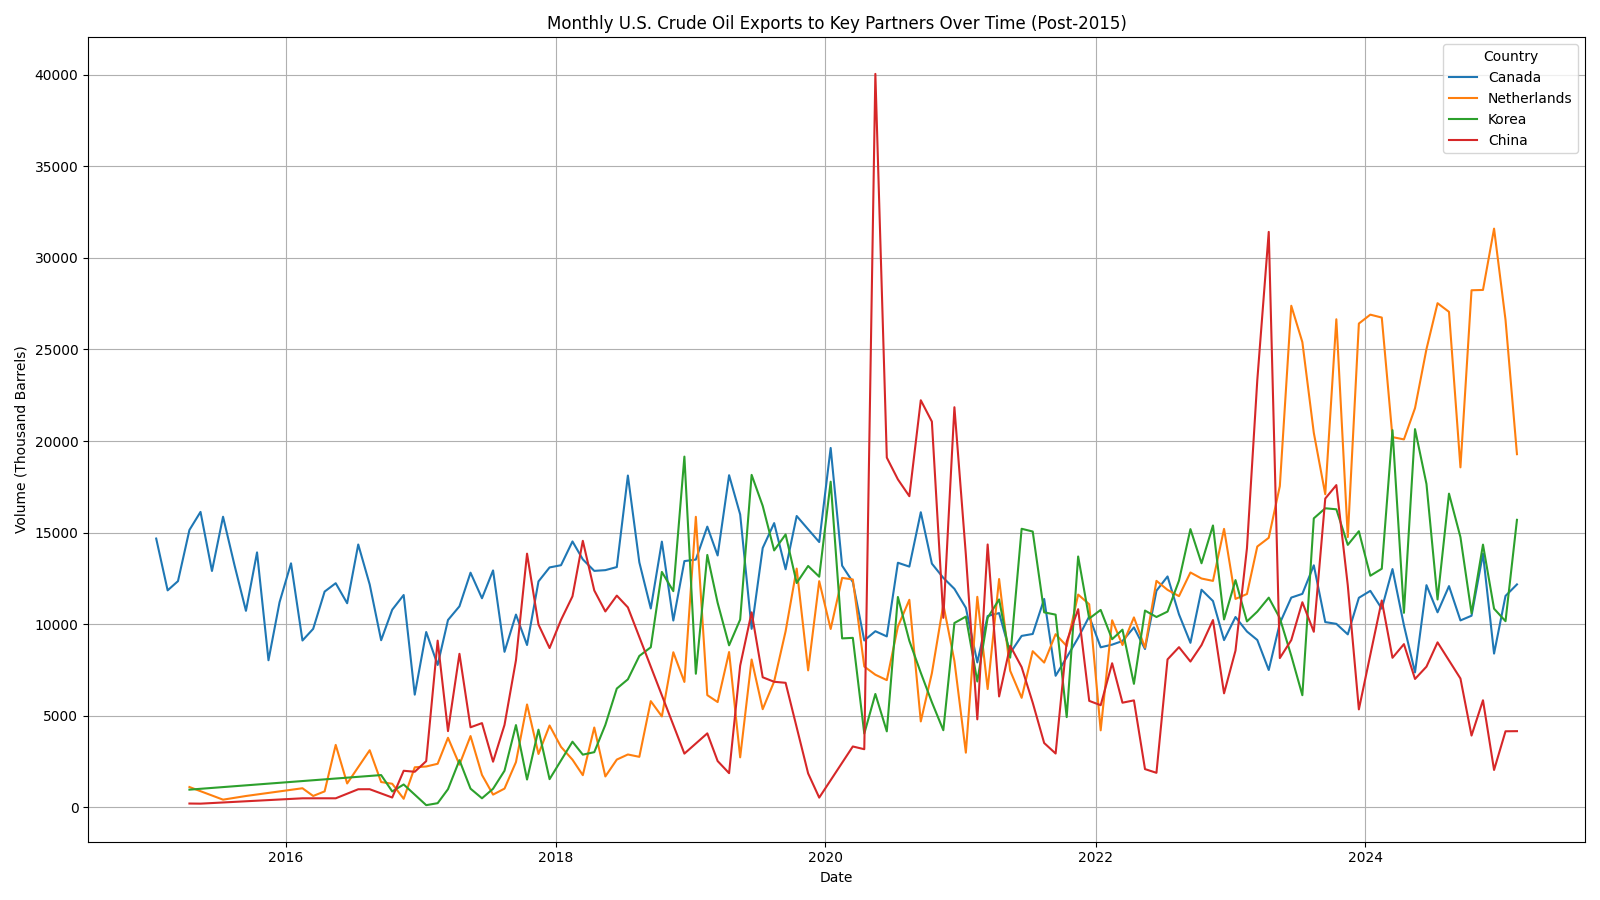 Monthly U.S. Crude Oil Exports to Key Partners Over Time (Post-2015)
Country
Canada
Netherlands
Korea
China
Volume (Thousand Barrels)
40000
35000
30000
25000
20000
15000
10000
5000
0
2016
2018
2020
2022
2024
Date